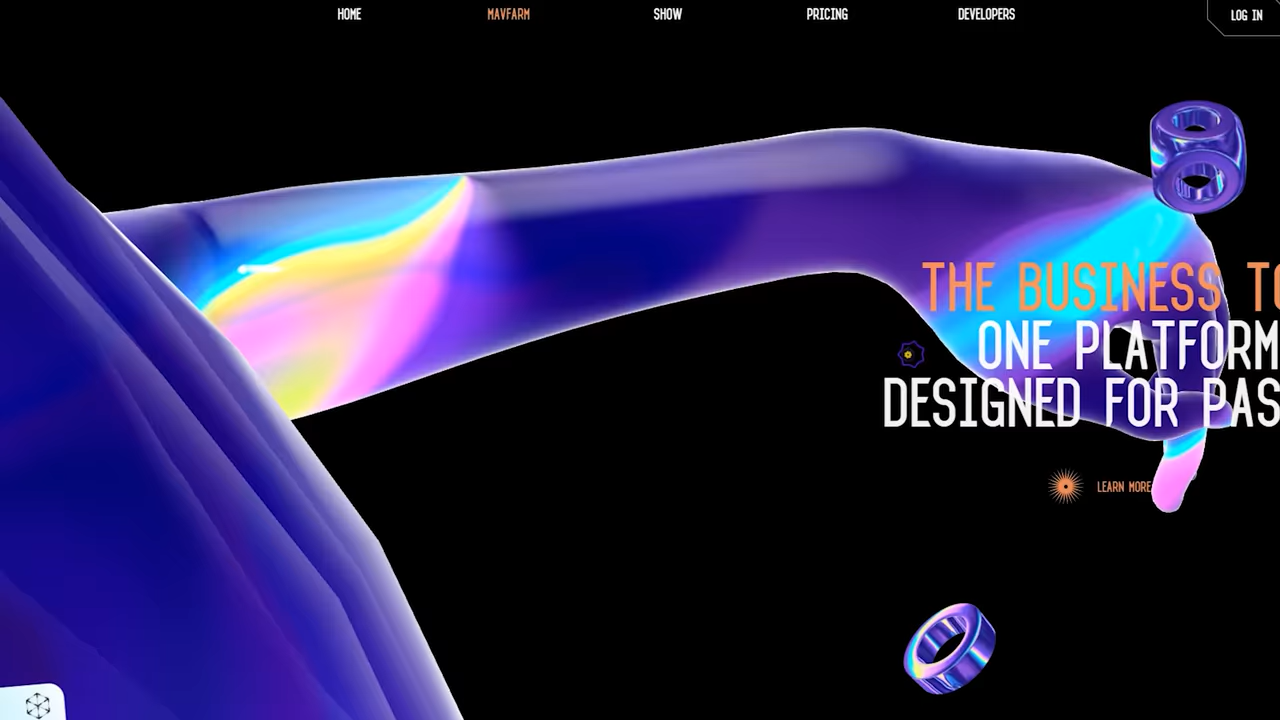 HOME
MAVFARM
SHOW
PRICING
DEVELOPERS
LOG IN
THE BUSINESS
ONE PLATFORM
DESIGNED FOR
LEARN MORE